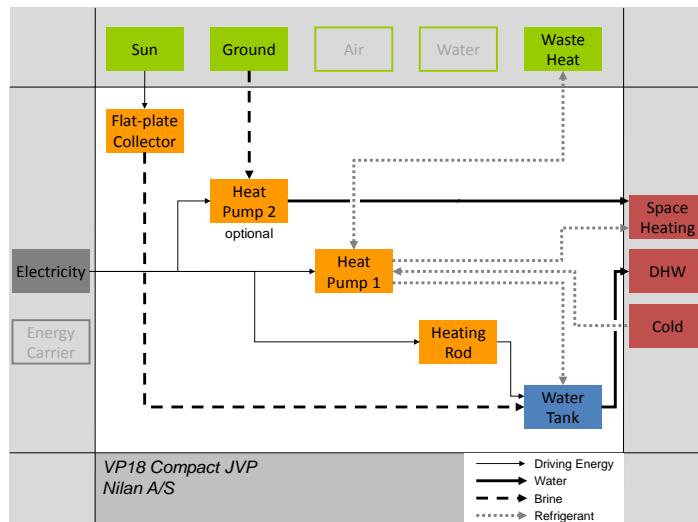 Sun
Ground
Air
Water
Waste
Heat
Flat-plate
Collector
Heat
Pump 2
optional
Space
Heating
Electricity
Heat
Pump 1
DHW
Energy
Carrier
Heating
Rod
Cold
Water
Tank
VP18 Compact JVP
Nilan A/S
Driving Energy
Water
Brine
Refrigerant